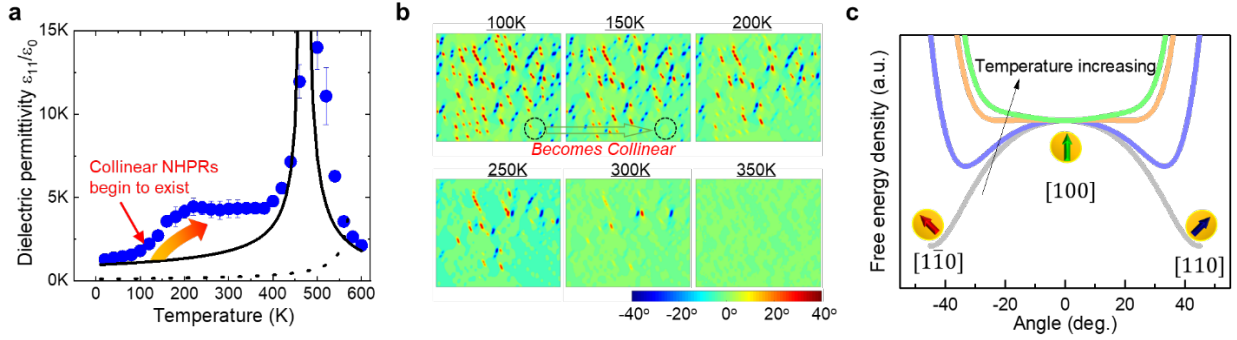 a
Dielectric permittivity ε₁₁/ε₀
15K
10K
5K
0K
Collinear NHPRs
begin to exist
0 100 200 300 400 500 600
Temperature (K)
b
100K 150K 200K
Becomes Collinear
250K 300K 350K
-40° -20° 0° 20° 40°
c
Free energy density (a.u.)
Temperature increasing
[100]
[11̄0] [110]
-40 -20 0 20 40
Angle (deg.)